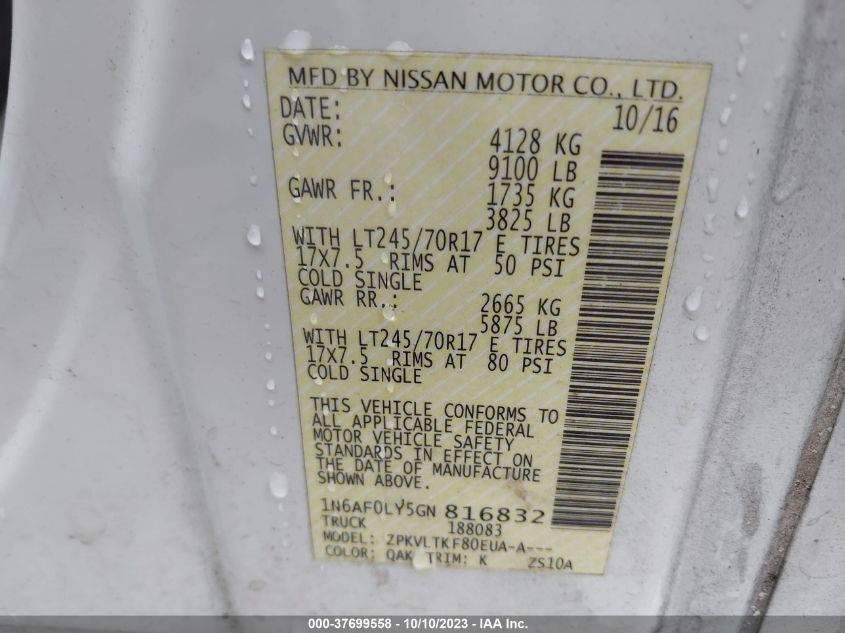 MFD BY NISSAN MOTOR CO., LTD.
DATE: 10/16
GVWR: 4128 KG
9100 LB
GAWR FR.: 1735 KG
3825 LB
WITH LT245/70R17 E TIRES
17X7.5 RIMS AT 50 PSI
COLD SINGLE
GAWR RR.: 2665 KG
5875 LB
WITH LT245/70R17 E TIRES
17X7.5 RIMS AT 80 PSI
COLD SINGLE
THIS VEHICLE CONFORMS TO
ALL APPLICABLE FEDERAL
MOTOR VEHICLE SAFETY
STANDARDS IN EFFECT ON
THE DATE OF MANUFACTURE
SHOWN ABOVE.
1N6AF0LY5GN 816832
TRUCK 188083
MODEL: ZPKVLTKF80EUA-A---
COLOR: QAK TRIM: K ZS10A
000-37699558 - 10/10/2023 - IAA Inc.